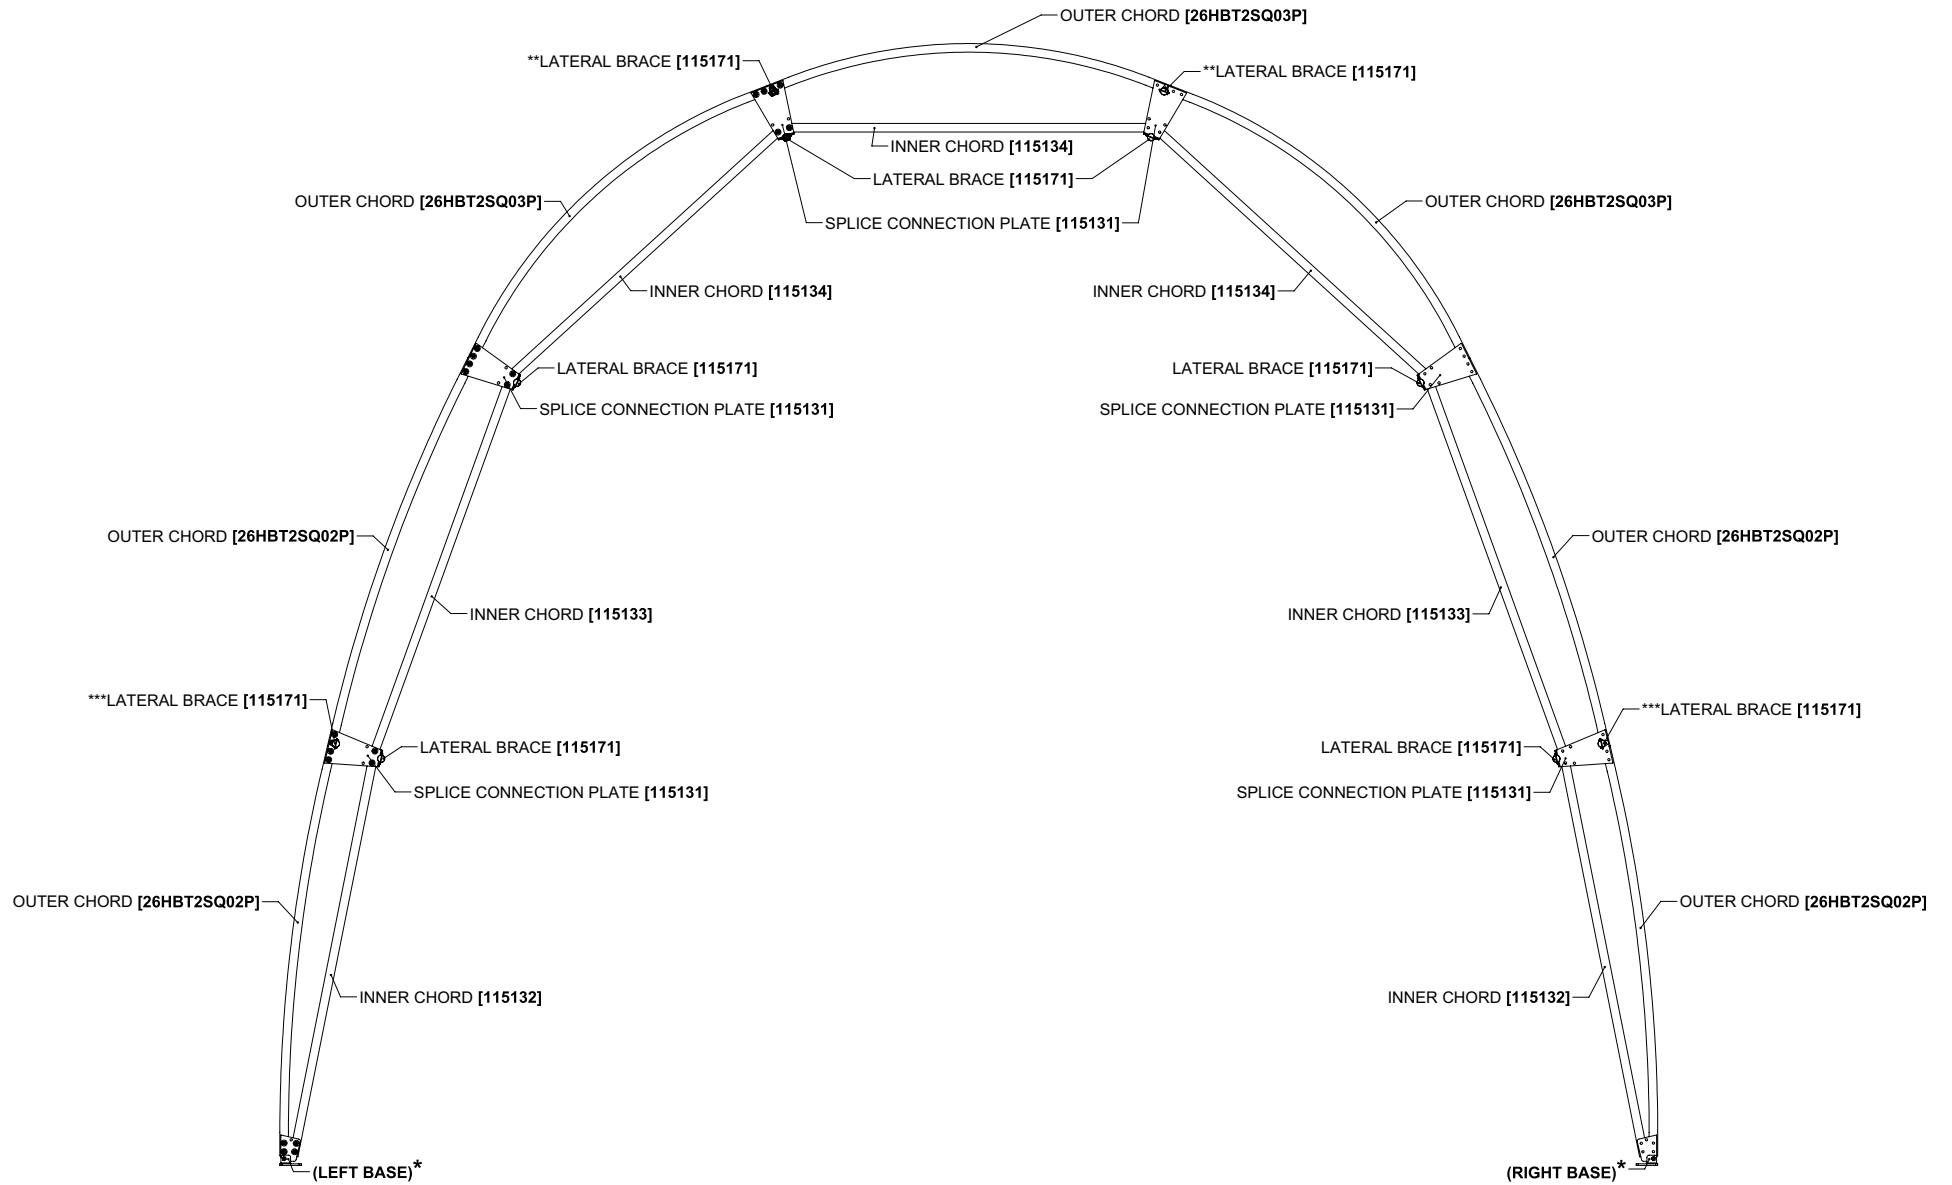 OUTER CHORD [26HBT2SQ03P]
**LATERAL BRACE [115171]
**LATERAL BRACE [115171]
INNER CHORD [115134]
LATERAL BRACE [115171]
OUTER CHORD [26HBT2SQ03P]
OUTER CHORD [26HBT2SQ03P]
SPLICE CONNECTION PLATE [115131]
INNER CHORD [115134]
INNER CHORD [115134]
LATERAL BRACE [115171]
LATERAL BRACE [115171]
SPLICE CONNECTION PLATE [115131]
SPLICE CONNECTION PLATE [115131]
OUTER CHORD [26HBT2SQ02P]
OUTER CHORD [26HBT2SQ02P]
INNER CHORD [115133]
INNER CHORD [115133]
***LATERAL BRACE [115171]
***LATERAL BRACE [115171]
LATERAL BRACE [115171]
LATERAL BRACE [115171]
SPLICE CONNECTION PLATE [115131]
SPLICE CONNECTION PLATE [115131]
OUTER CHORD [26HBT2SQ02P]
OUTER CHORD [26HBT2SQ02P]
INNER CHORD [115132]
INNER CHORD [115132]
(LEFT BASE)*
(RIGHT BASE)*